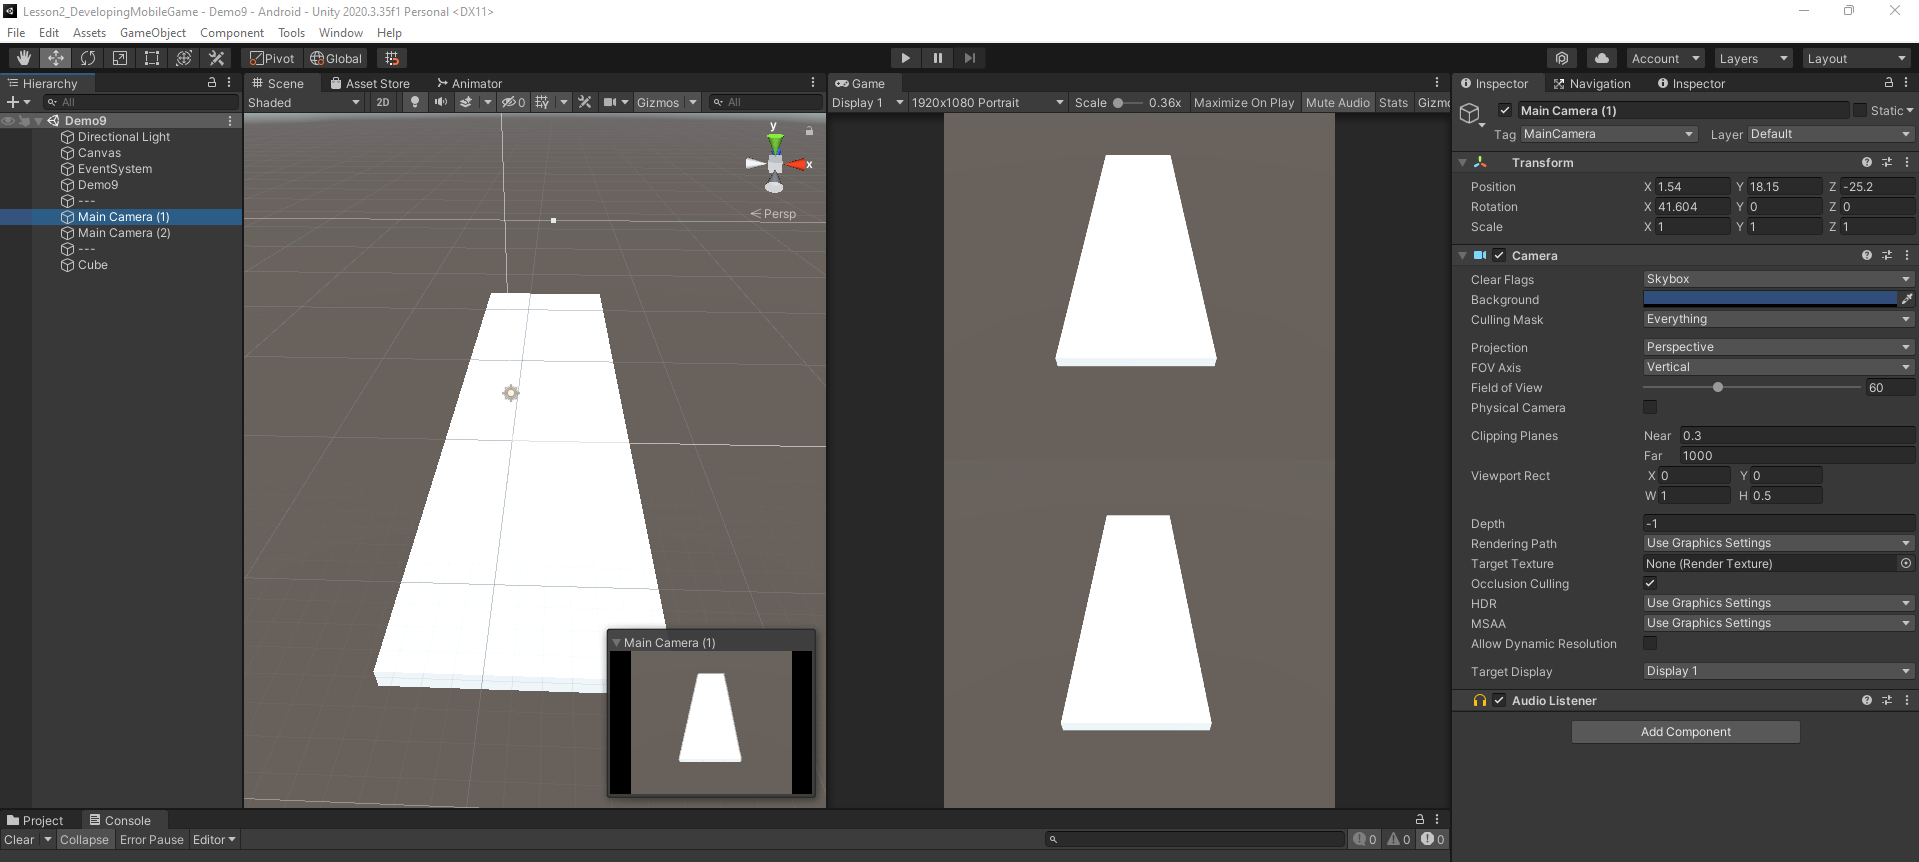 Lesson2_DevelopingMobileGame - Demo9 - Android - Unity 2020.3.35f1 Personal <DX11>
File Edit Assets GameObject Component Tools Window Help
Pivot Global Account Layers Layout
Hierarchy
All
Demo9
Directional Light
Canvas
EventSystem
Demo9
---
Main Camera (1)
Main Camera (2)
---
Cube
Scene Asset Store Animator
Shaded 2D 0 Gizmos All
y
x
Persp
Main Camera (1)
Game
Display 1 1920x1080 Portrait Scale 0.36x Maximize On Play Mute Audio Stats Gizmo
Inspector Navigation Inspector
Main Camera (1) Static
Tag MainCamera Layer Default
Transform
Position X 1.54 Y 18.15 Z -25.2
Rotation X 41.604 Y 0 Z 0
Scale X 1 Y 1 Z 1
Camera
Clear Flags Skybox
Background
Culling Mask Everything
Projection Perspective
FOV Axis Vertical
Field of View 60
Physical Camera
Clipping Planes Near 0.3
Far 1000
Viewport Rect X 0 Y 0
W 1 H 0.5
Depth -1
Rendering Path Use Graphics Settings
Target Texture None (Render Texture)
Occlusion Culling
HDR Use Graphics Settings
MSAA Use Graphics Settings
Allow Dynamic Resolution
Target Display Display 1
Audio Listener
Add Component
Project Console
Clear Collapse Error Pause Editor 0 0 0